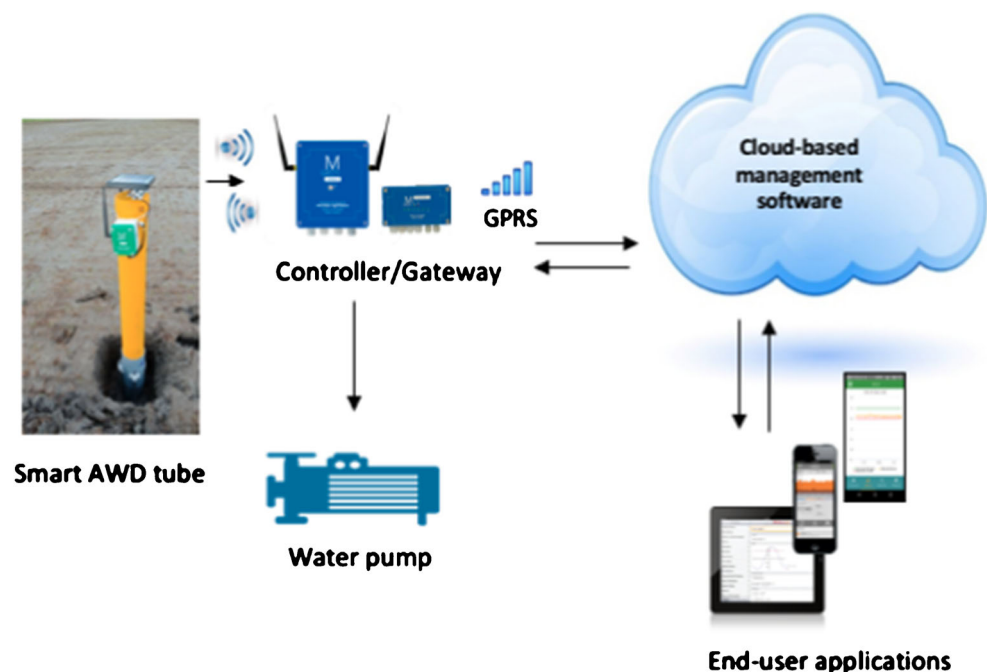 Cloud-based
management
software
M
M
GPRS
Controller/Gateway
Smart AWD tube
Water pump
End-user applications